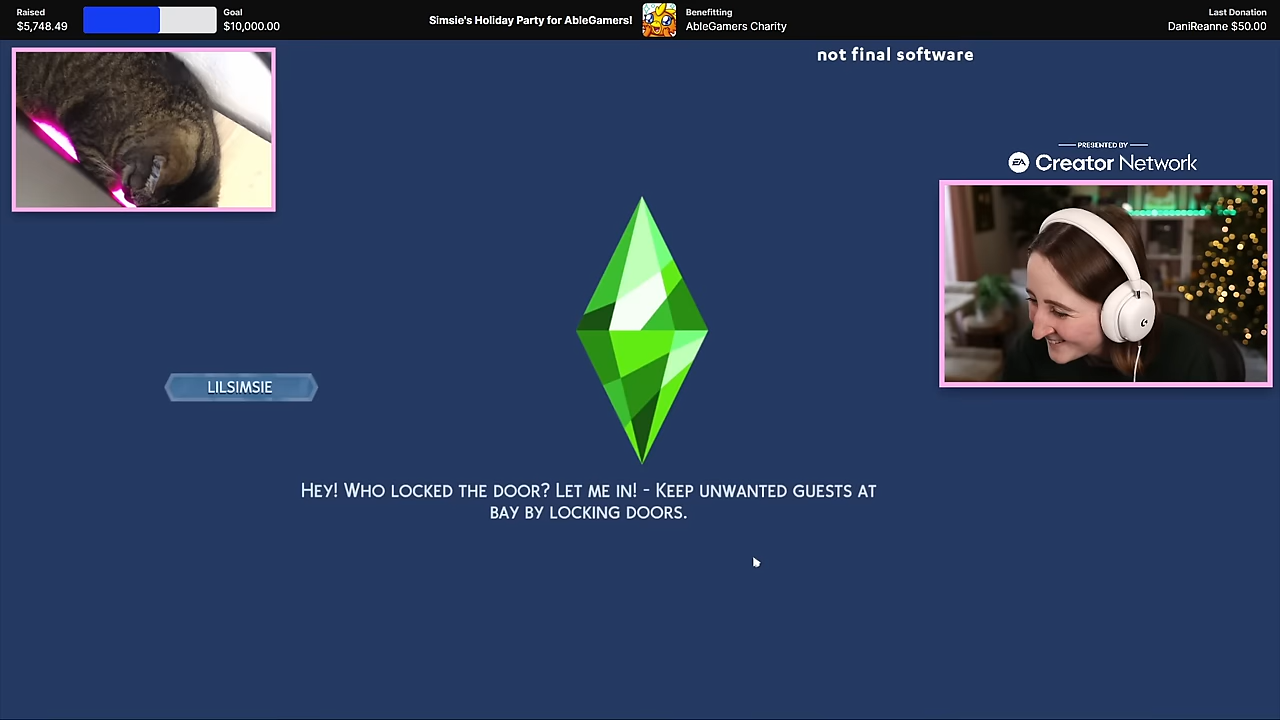 Raised
$5,748.49
Goal
$10,000.00
Simsie's Holiday Party for AbleGamers!
Benefitting
AbleGamers Charity
Last Donation
DaniReanne $50.00
not final software
PRESENTED BY
EA Creator Network
LILSIMSIE
HEY! WHO LOCKED THE DOOR? LET ME IN! - KEEP UNWANTED GUESTS AT
BAY BY LOCKING DOORS.